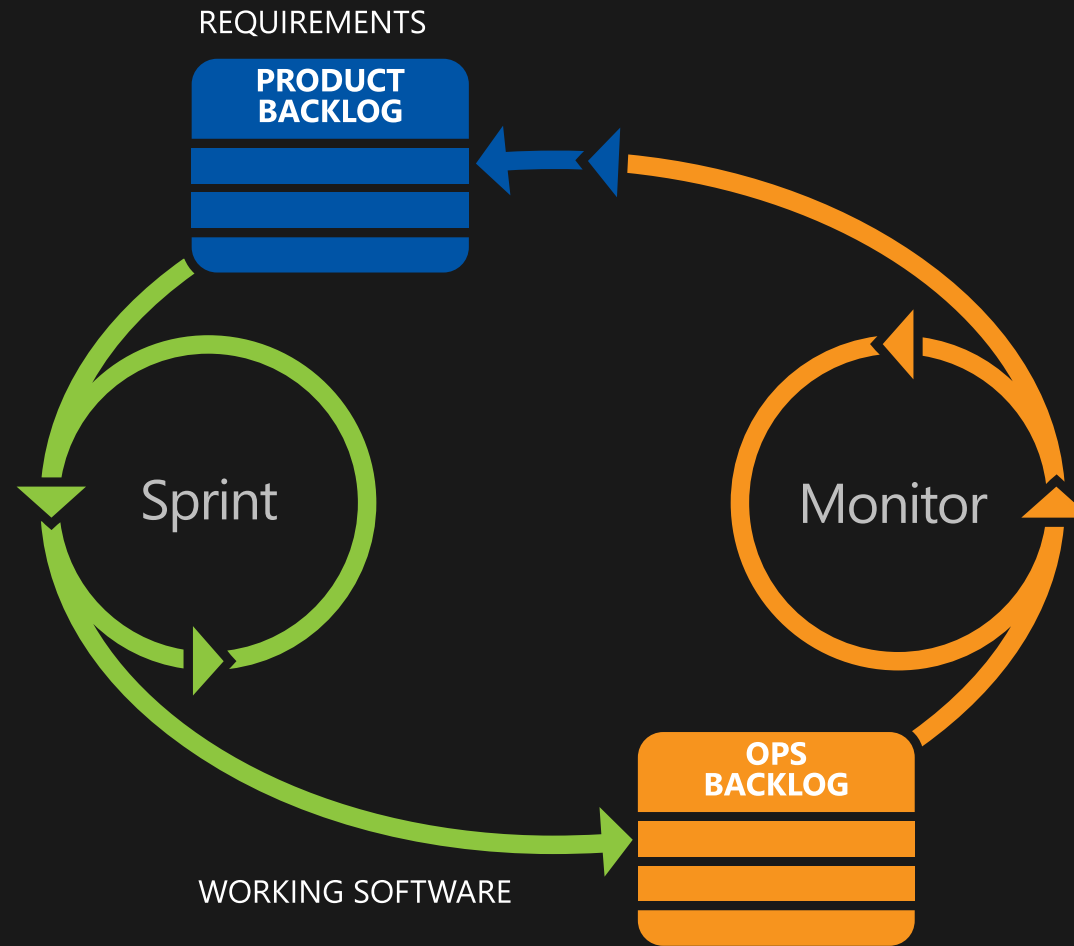 REQUIREMENTS
PRODUCT
BACKLOG
Sprint
Monitor
OPS
BACKLOG
WORKING SOFTWARE